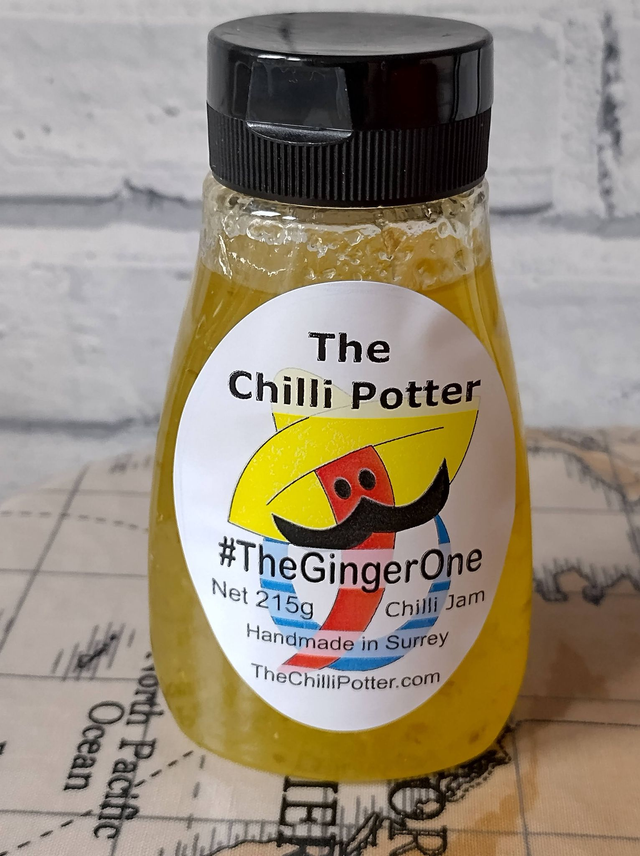 The
Chilli Potter
#TheGingerOne
Net 215g
Chilli Jam
Handmade in Surrey
TheChilliPotter.com
North Pacific
Ocean